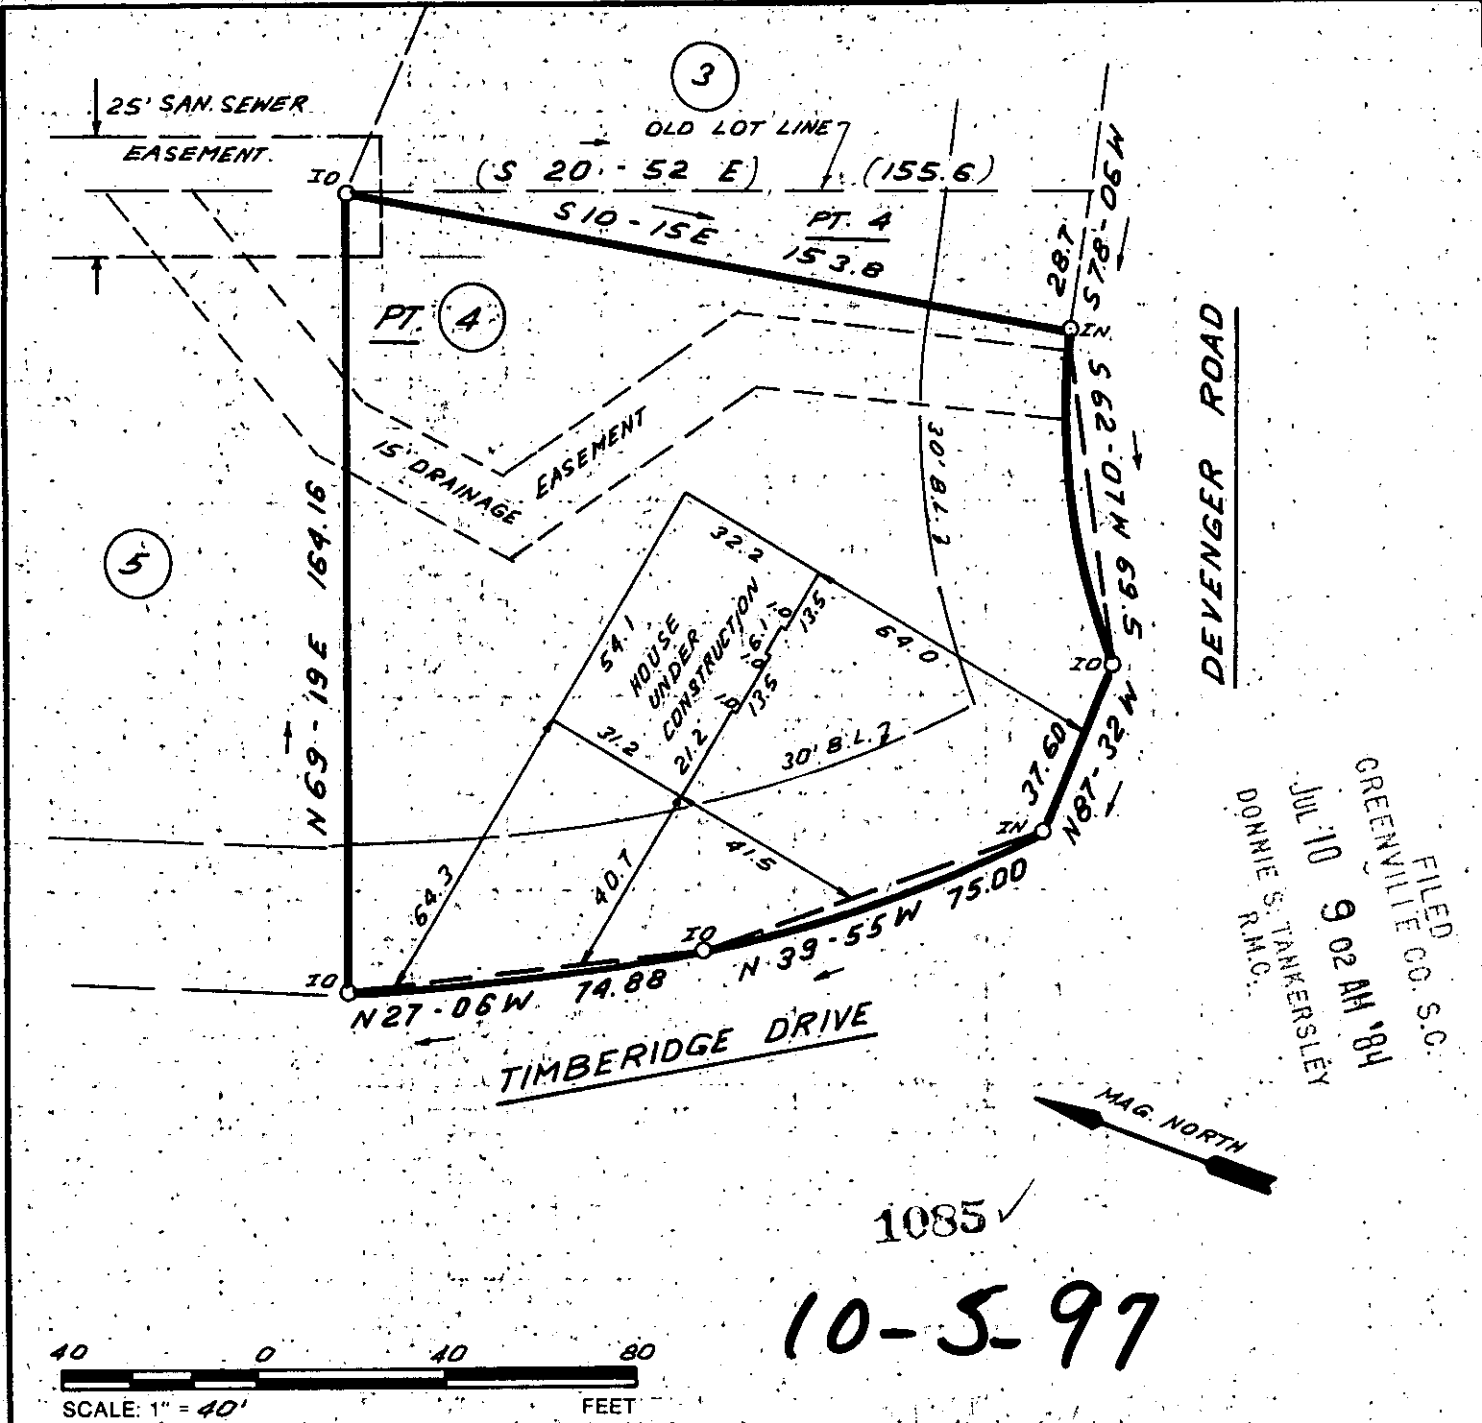 3
25' SAN. SEWER
EASEMENT.
OLD LOT LINE
(S 20 - 52 E) (155.6)
IO
S 10 - 15 E
PT. 4
153.8
28.7
S 78 - 06 W
IN
PT. 4
S 62 - 07 W 69.5
DEVENGER ROAD
15' DRAINAGE
EASEMENT
30' B.L.
5
N 69 - 19 E 164.16
32.2
54.1
HOUSE
UNDER
CONSTRUCTION
13.5
6.1
13.5
21.2
31.2
64.0
IO
30' B.L.
37.60
N 87 - 32 W
IN
64.3
40.7
41.5
IO
N 39 - 55 W 75.00
IO
N 27 - 06 W 74.88
TIMBERIDGE DRIVE
FILED
GREENVILLE CO. S.C.
JUL 10 9 02 AM '84
DONNIE S. TANKERSLEY
R.M.C.
MAG. NORTH
1085
10-S-97
40 0 40 80
SCALE: 1" = 40' FEET